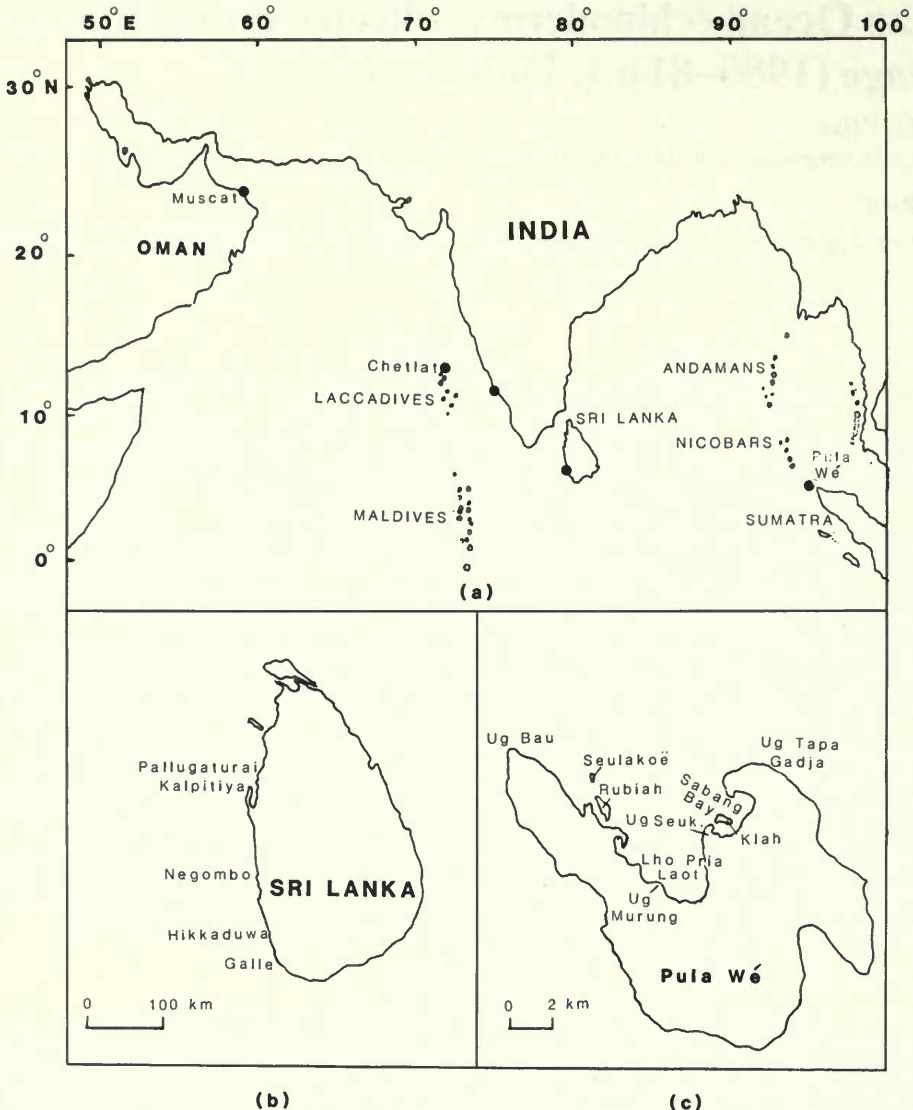 50°E 60° 70° 80° 90° 100°
30°N
Muscat
OMAN
INDIA
20°
Chetlat
LACCADIVES
ANDAMANS
10°
SRI LANKA
NICOBARS
Pula
Wé
MALDIVES
SUMATRA
0°
(a)
Pallugaturai
Kalpitiya
Negombo
SRI LANKA
Hikkaduwa
Galle
0 100 km
(b)
Ug Bau
Ug Tapa
Gadja
Seulakoë
Rubiah
Sabang
Bay
Ug Seuk.
Klah
Lho Pria
Laot
Ug
Murung
Pula Wé
0 2 km
(c)